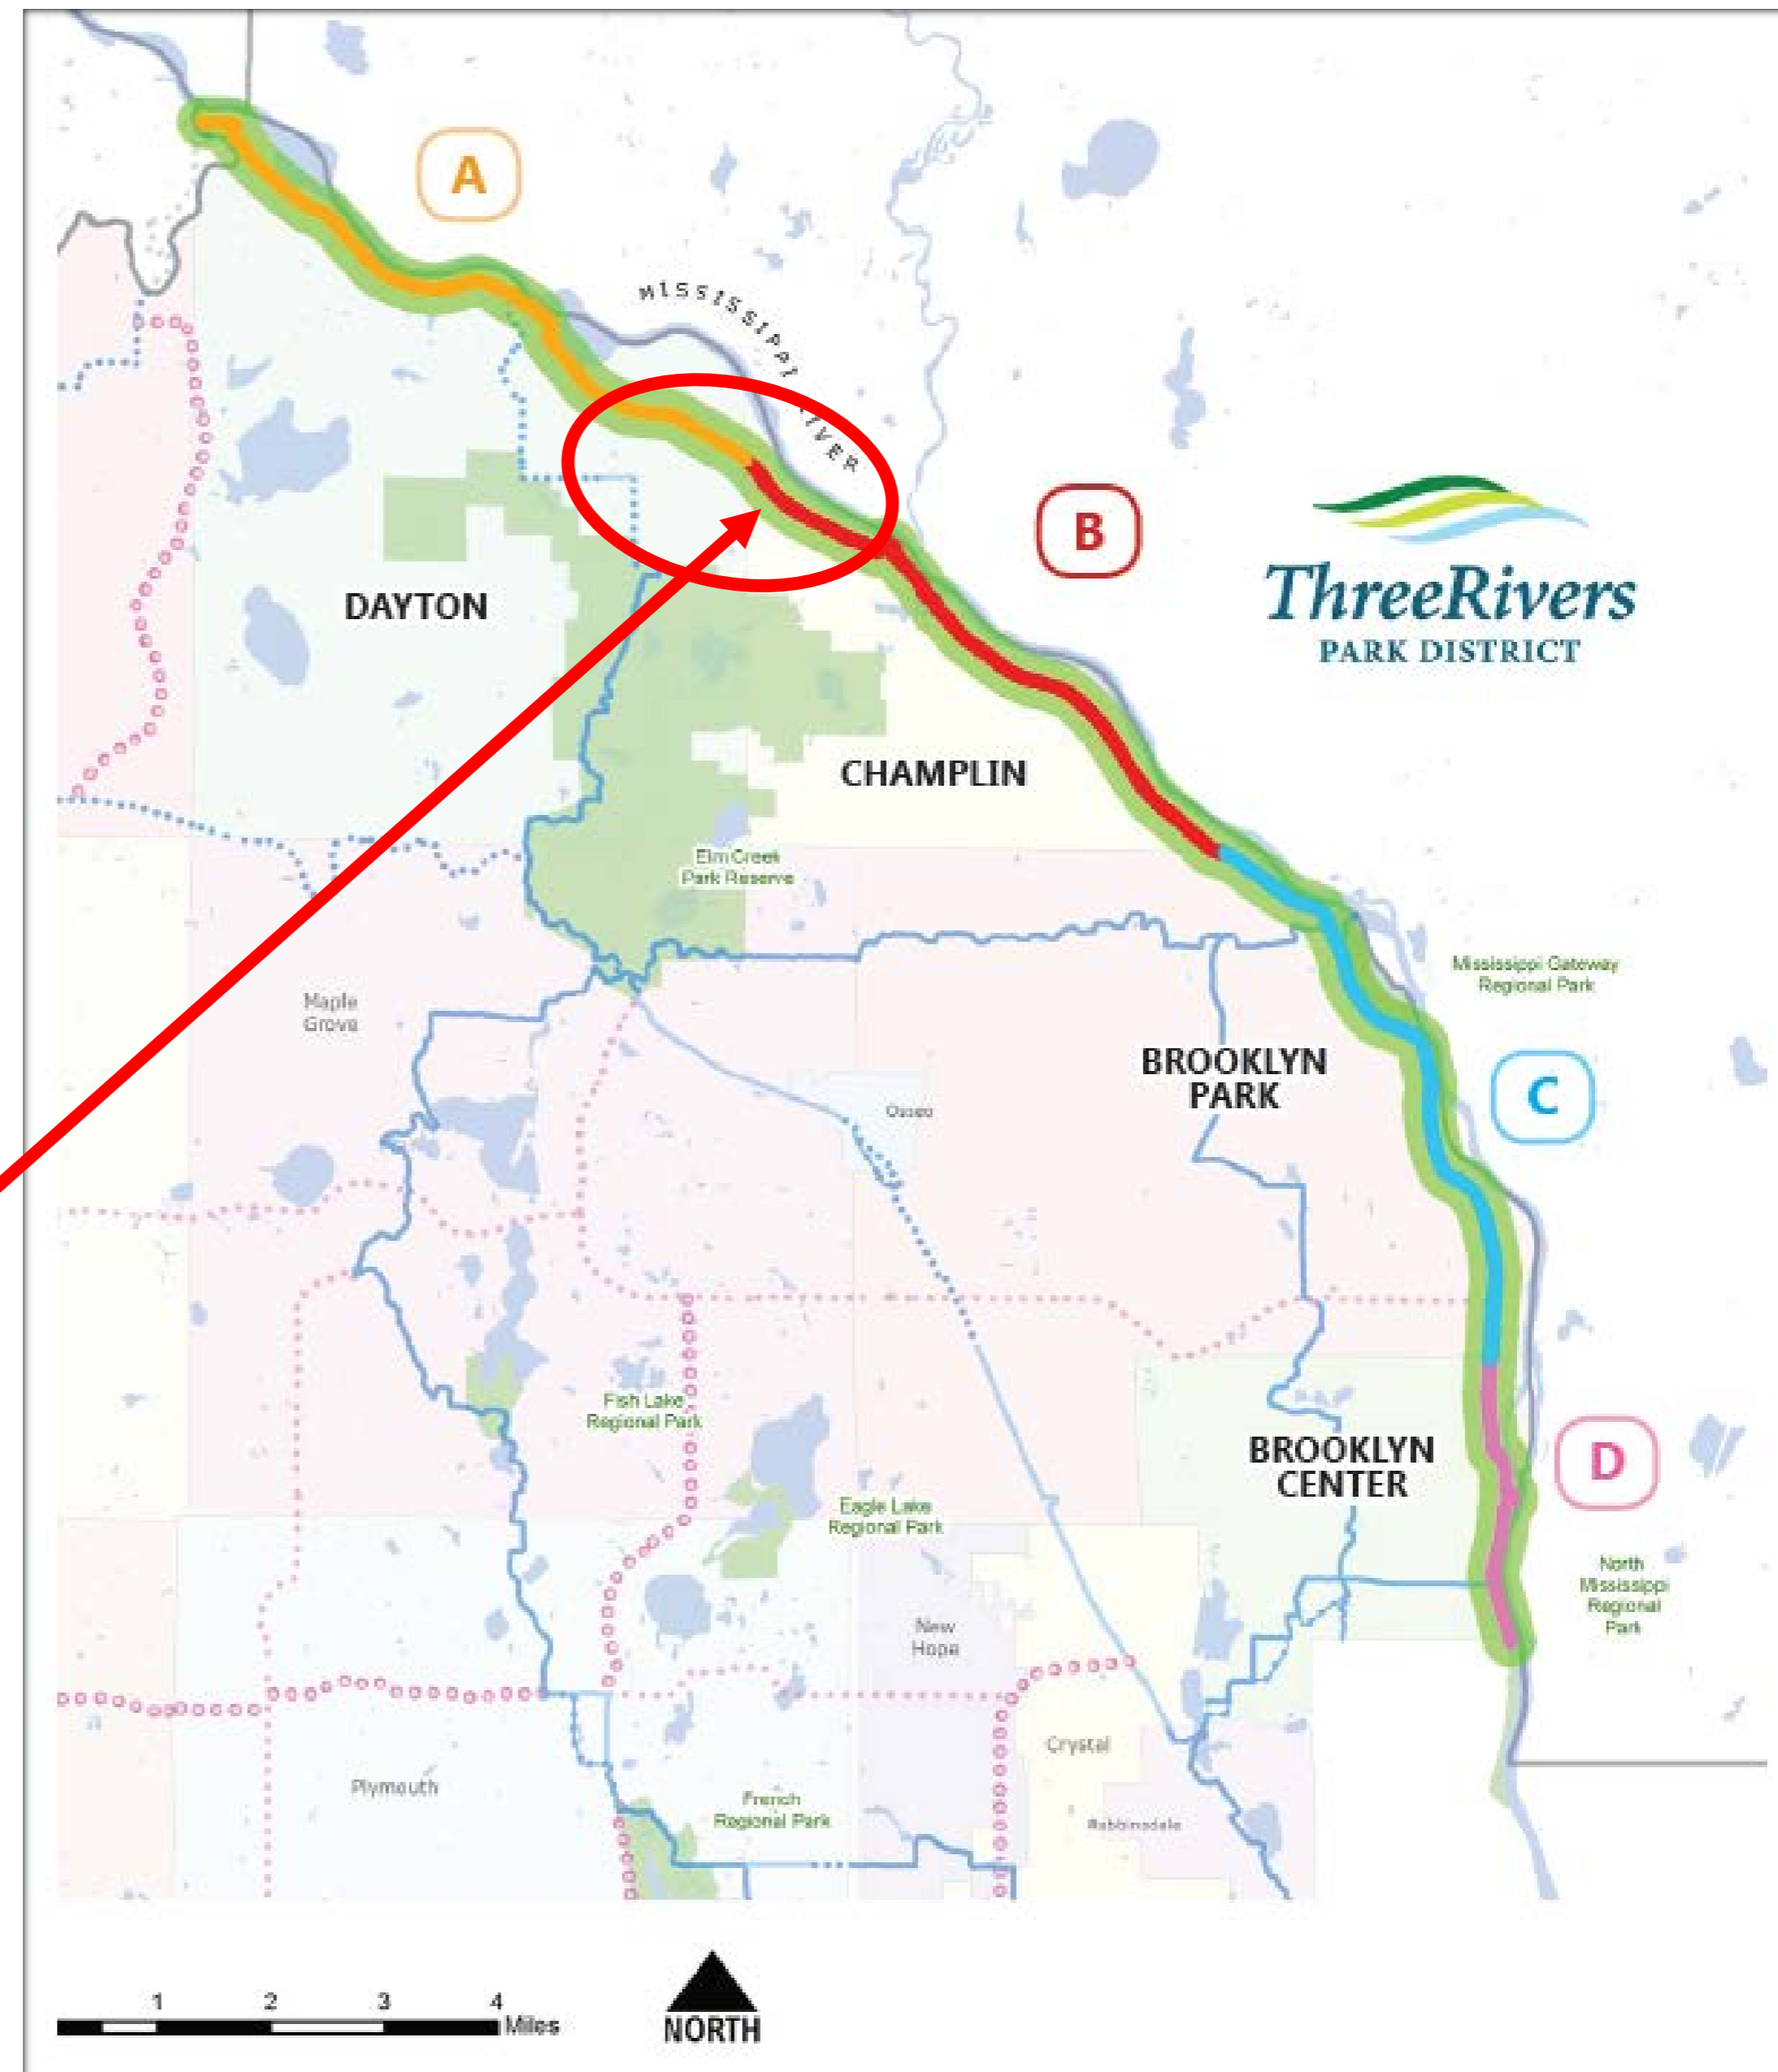 A
MISSISSIPPI RIVER
B
ThreeRivers
PARK DISTRICT
DAYTON
CHAMPLIN
Elm Creek
Park Reserve
Mississippi Gateway
Regional Park
Maple
Grove
BROOKLYN
PARK
C
Osseo
Fish Lake
Regional Park
BROOKLYN
CENTER
D
Eagle Lake
Regional Park
North
Mississippi
Regional
Park
New
Hope
Crystal
Plymouth
French
Regional Park
Robbinsdale
1 2 3 4
Miles
NORTH